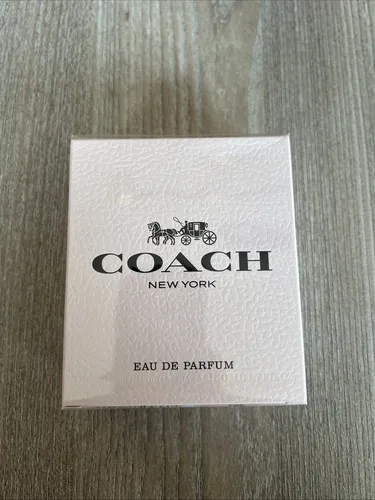 COACH
NEW YORK
EAU DE PARFUM